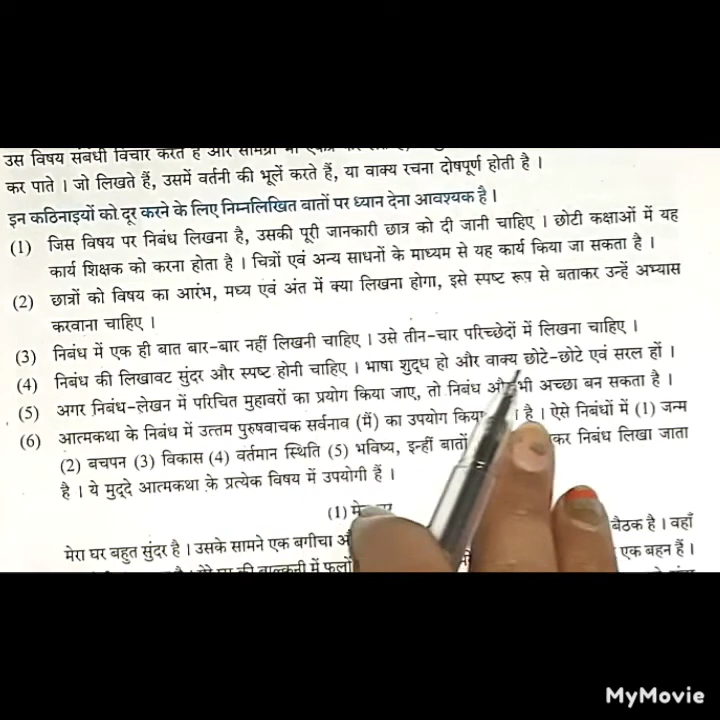 उस विषय संबंधी विचार करते हैं और सामग्री भी
कर पाते । जो लिखते हैं, उसमें वर्तनी की भूलें करते हैं, या वाक्य रचना दोषपूर्ण होती है ।
इन कठिनाइयों को दूर करने के लिए निम्नलिखित बातों पर ध्यान देना आवश्यक है।
(1) जिस विषय पर निबंध लिखना है, उसकी पूरी जानकारी छात्र को दी जानी चाहिए । छोटी कक्षाओं में यह
कार्य शिक्षक को करना होता है । चित्रों एवं अन्य साधनों के माध्यम से यह कार्य किया जा सकता है ।
(2) छात्रों को विषय का आरंभ, मध्य एवं अंत में क्या लिखना होगा, इसे स्पष्ट रूप से बताकर उन्हें अभ्यास
करवाना चाहिए ।
(3) निबंध में एक ही बात बार-बार नहीं लिखनी चाहिए । उसे तीन-चार परिच्छेदों में लिखना चाहिए ।
(4) निबंध की लिखावट सुंदर और स्पष्ट होनी चाहिए । भाषा शुद्ध हो और वाक्य छोटे-छोटे एवं सरल हों ।
(5) अगर निबंध-लेखन में परिचित मुहावरों का प्रयोग किया जाए, तो निबंध और भी अच्छा बन सकता है ।
(6) आत्मकथा के निबंध में उत्तम पुरुषवाचक सर्वनाव (मैं) का उपयोग किया है । ऐसे निबंधों में (1) जन्म
(2) बचपन (3) विकास (4) वर्तमान स्थिति (5) भविष्य, इन्हीं बातों कर निबंध लिखा जाता
है । ये मुद्दे आत्मकथा के प्रत्येक विषय में उपयोगी हैं ।
(1)
मेरा घर बहुत सुंदर है । उसके सामने एक बगीचा बैठक है । वहाँ
की बाल्कनी में फूलों एक बहन हैं ।
MyMovie